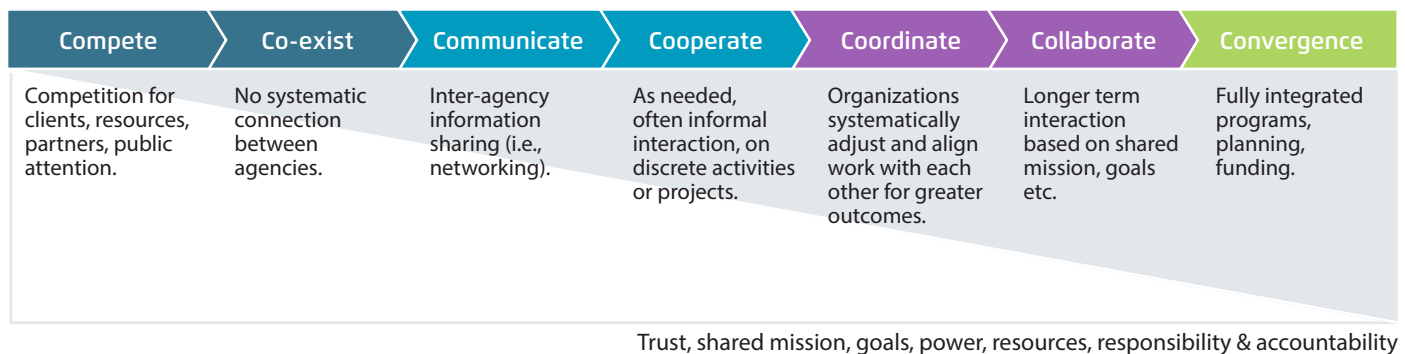 Compete
Co-exist
Communicate
Cooperate
Coordinate
Collaborate
Convergence
Competition for
clients, resources,
partners, public
attention.
No systematic
connection
between
agencies.
Inter-agency
information
sharing (i.e.,
networking).
As needed,
often informal
interaction, on
discrete activities
or projects.
Organizations
systematically
adjust and align
work with each
other for greater
outcomes.
Longer term
interaction
based on shared
mission, goals
etc.
Fully integrated
programs,
planning,
funding.
Trust, shared mission, goals, power, resources, responsibility & accountability